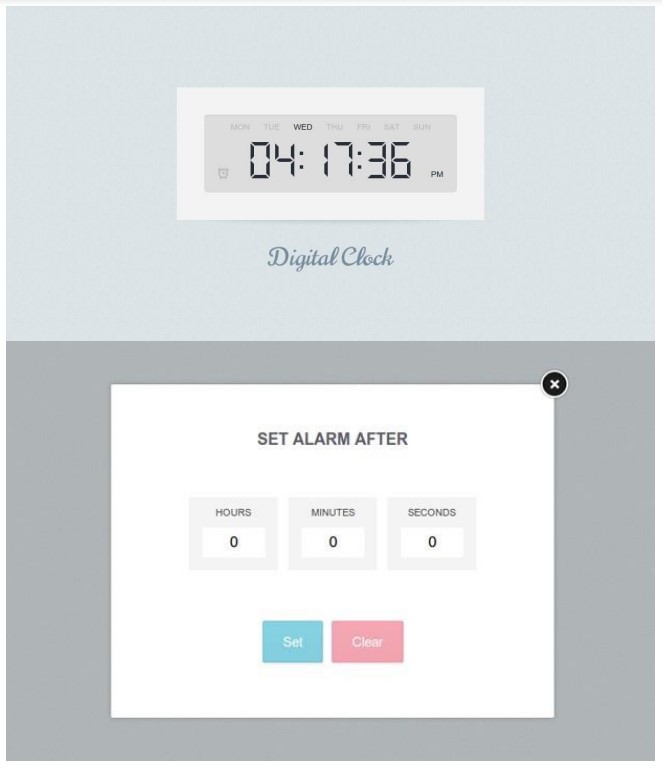 MON TUE WED THU FRI SAT SUN
04:17:36 PM
Digital Clock
SET ALARM AFTER
HOURS MINUTES SECONDS
0 0 0
Set Clear